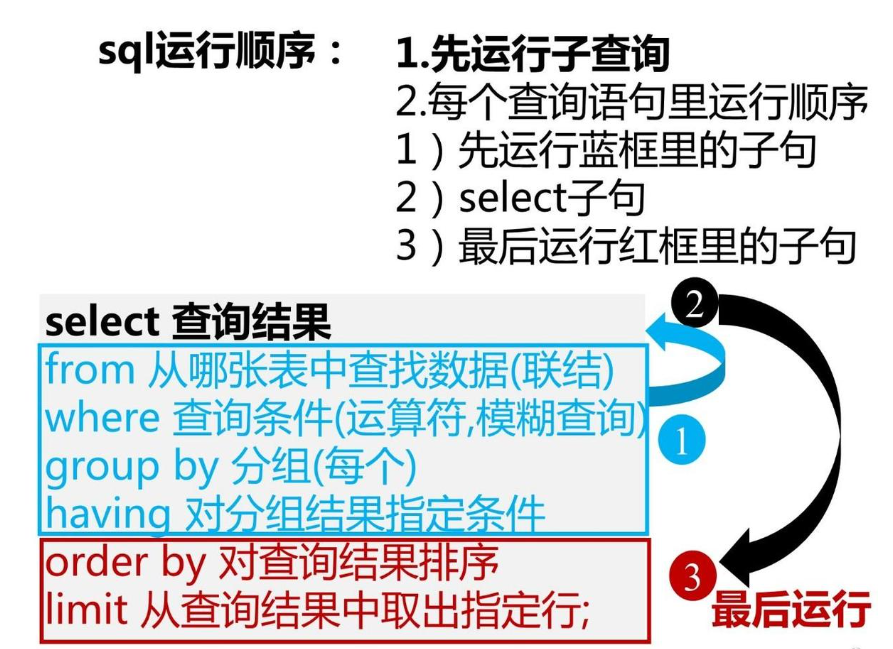 sql运行顺序：
1.先运行子查询
2.每个查询语句里运行顺序
1）先运行蓝框里的子句
2）select子句
3）最后运行红框里的子句
select 查询结果
from 从哪张表中查找数据(联结)
where 查询条件(运算符,模糊查询)
group by 分组(每个)
having 对分组结果指定条件
order by 对查询结果排序
limit 从查询结果中取出指定行;
2
1
3
最后运行